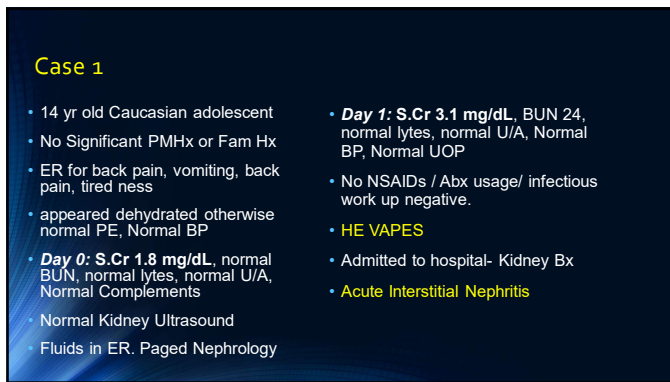 Case 1
• 14 yr old Caucasian adolescent
• No Significant PMHx or Fam Hx
• ER for back pain, vomiting, back
pain, tired ness
• appeared dehydrated otherwise
normal PE, Normal BP
• Day 0: S.Cr 1.8 mg/dL, normal
BUN, normal lytes, normal U/A,
Normal Complements
• Normal Kidney Ultrasound
• Fluids in ER. Paged Nephrology
• Day 1: S.Cr 3.1 mg/dL, BUN 24,
normal lytes, normal U/A, Normal
BP, Normal UOP
• No NSAIDs / Abx usage/ infectious
work up negative.
• HE VAPES
• Admitted to hospital- Kidney Bx
• Acute Interstitial Nephritis